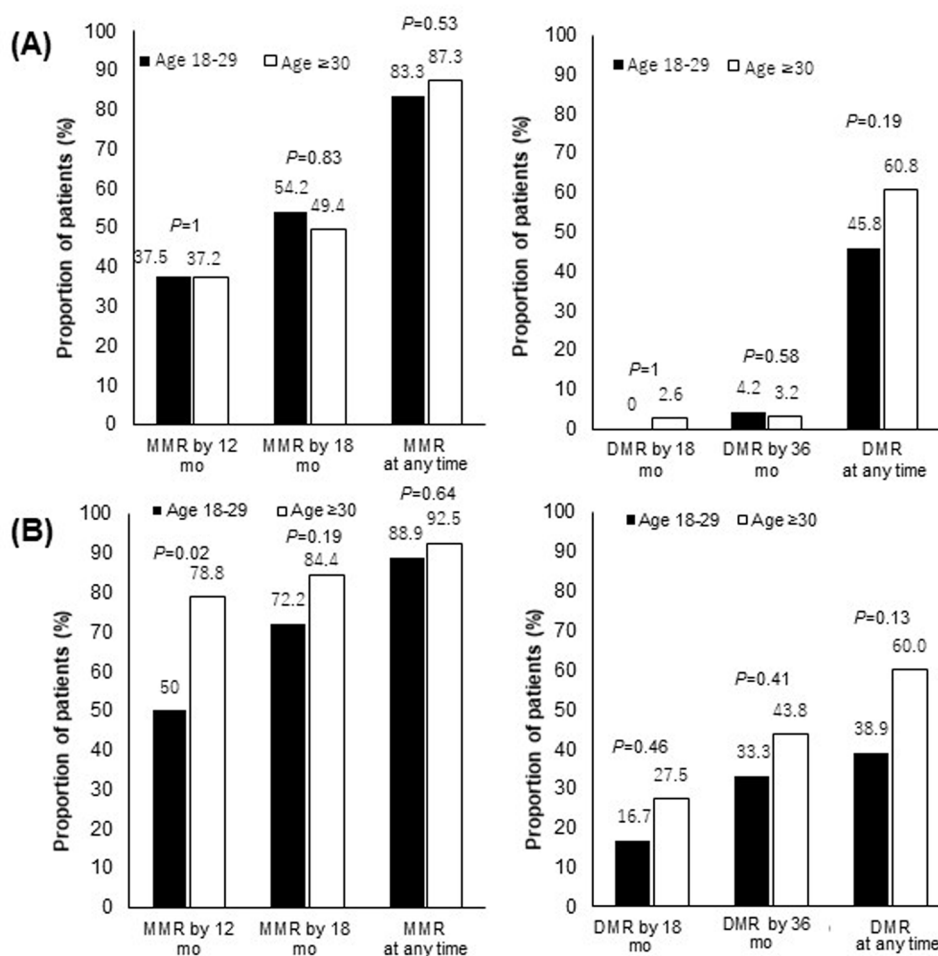 (A)
Proportion of patients (%)
100
90
80
70
60
50
40
30
20
10
0
Age 18-29
Age ≥30
P=1
37.5
37.2
P=0.83
54.2
49.4
P=0.53
83.3
87.3
MMR by 12
mo
MMR by 18
mo
MMR
at any time
Proportion of patients (%)
100
90
80
70
60
50
40
30
20
10
0
Age 18-29
Age ≥30
P=1
0
2.6
P=0.58
4.2
3.2
P=0.19
45.8
60.8
DMR by 18
mo
DMR by 36
mo
DMR
at any time
(B)
Proportion of patients (%)
100
90
80
70
60
50
40
30
20
10
0
Age 18-29
Age ≥30
P=0.02
50
78.8
P=0.19
72.2
84.4
P=0.64
88.9
92.5
MMR by 12
mo
MMR by 18
mo
MMR
at any time
Proportion of patients (%)
100
90
80
70
60
50
40
30
20
10
0
Age 18-29
Age ≥30
P=0.46
16.7
27.5
P=0.41
33.3
43.8
P=0.13
38.9
60.0
DMR by 18
mo
DMR by 36
mo
DMR
at any time